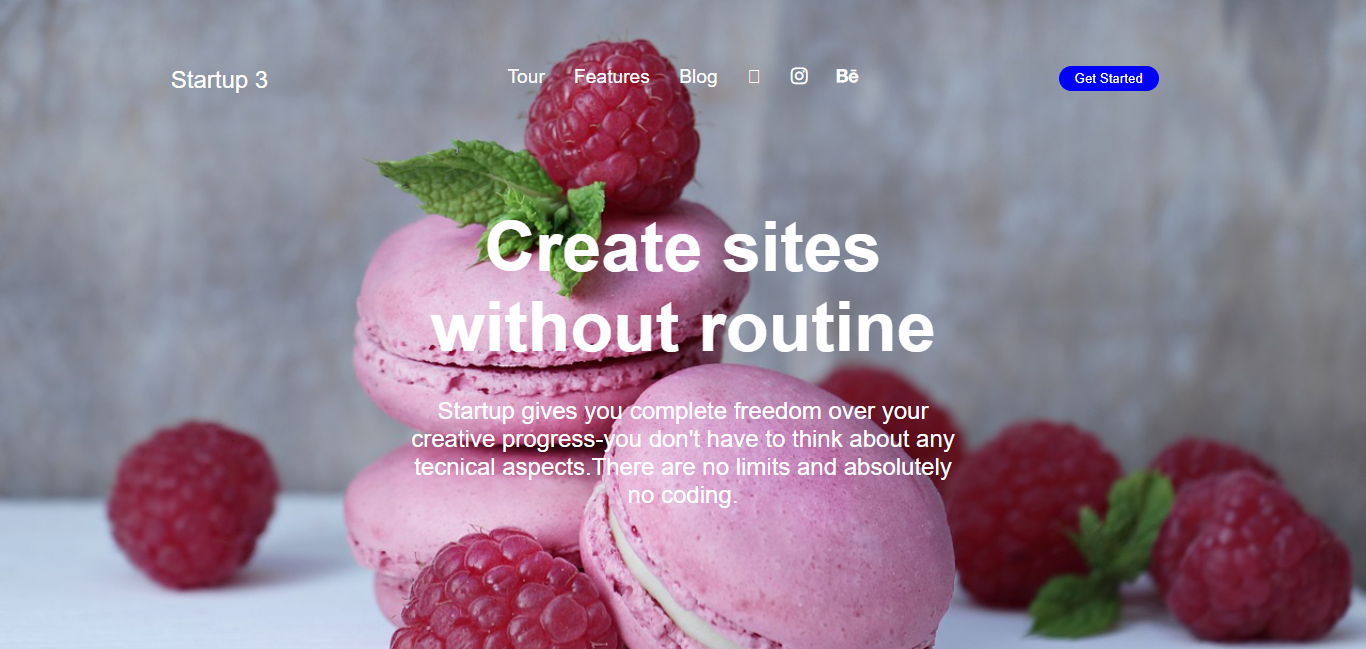 Startup 3
Tour Features Blog Bē
Get Started
Create sites
without routine
Startup gives you complete freedom over your
creative progress-you don't have to think about any
tecnical aspects.There are no limits and absolutely
no coding.